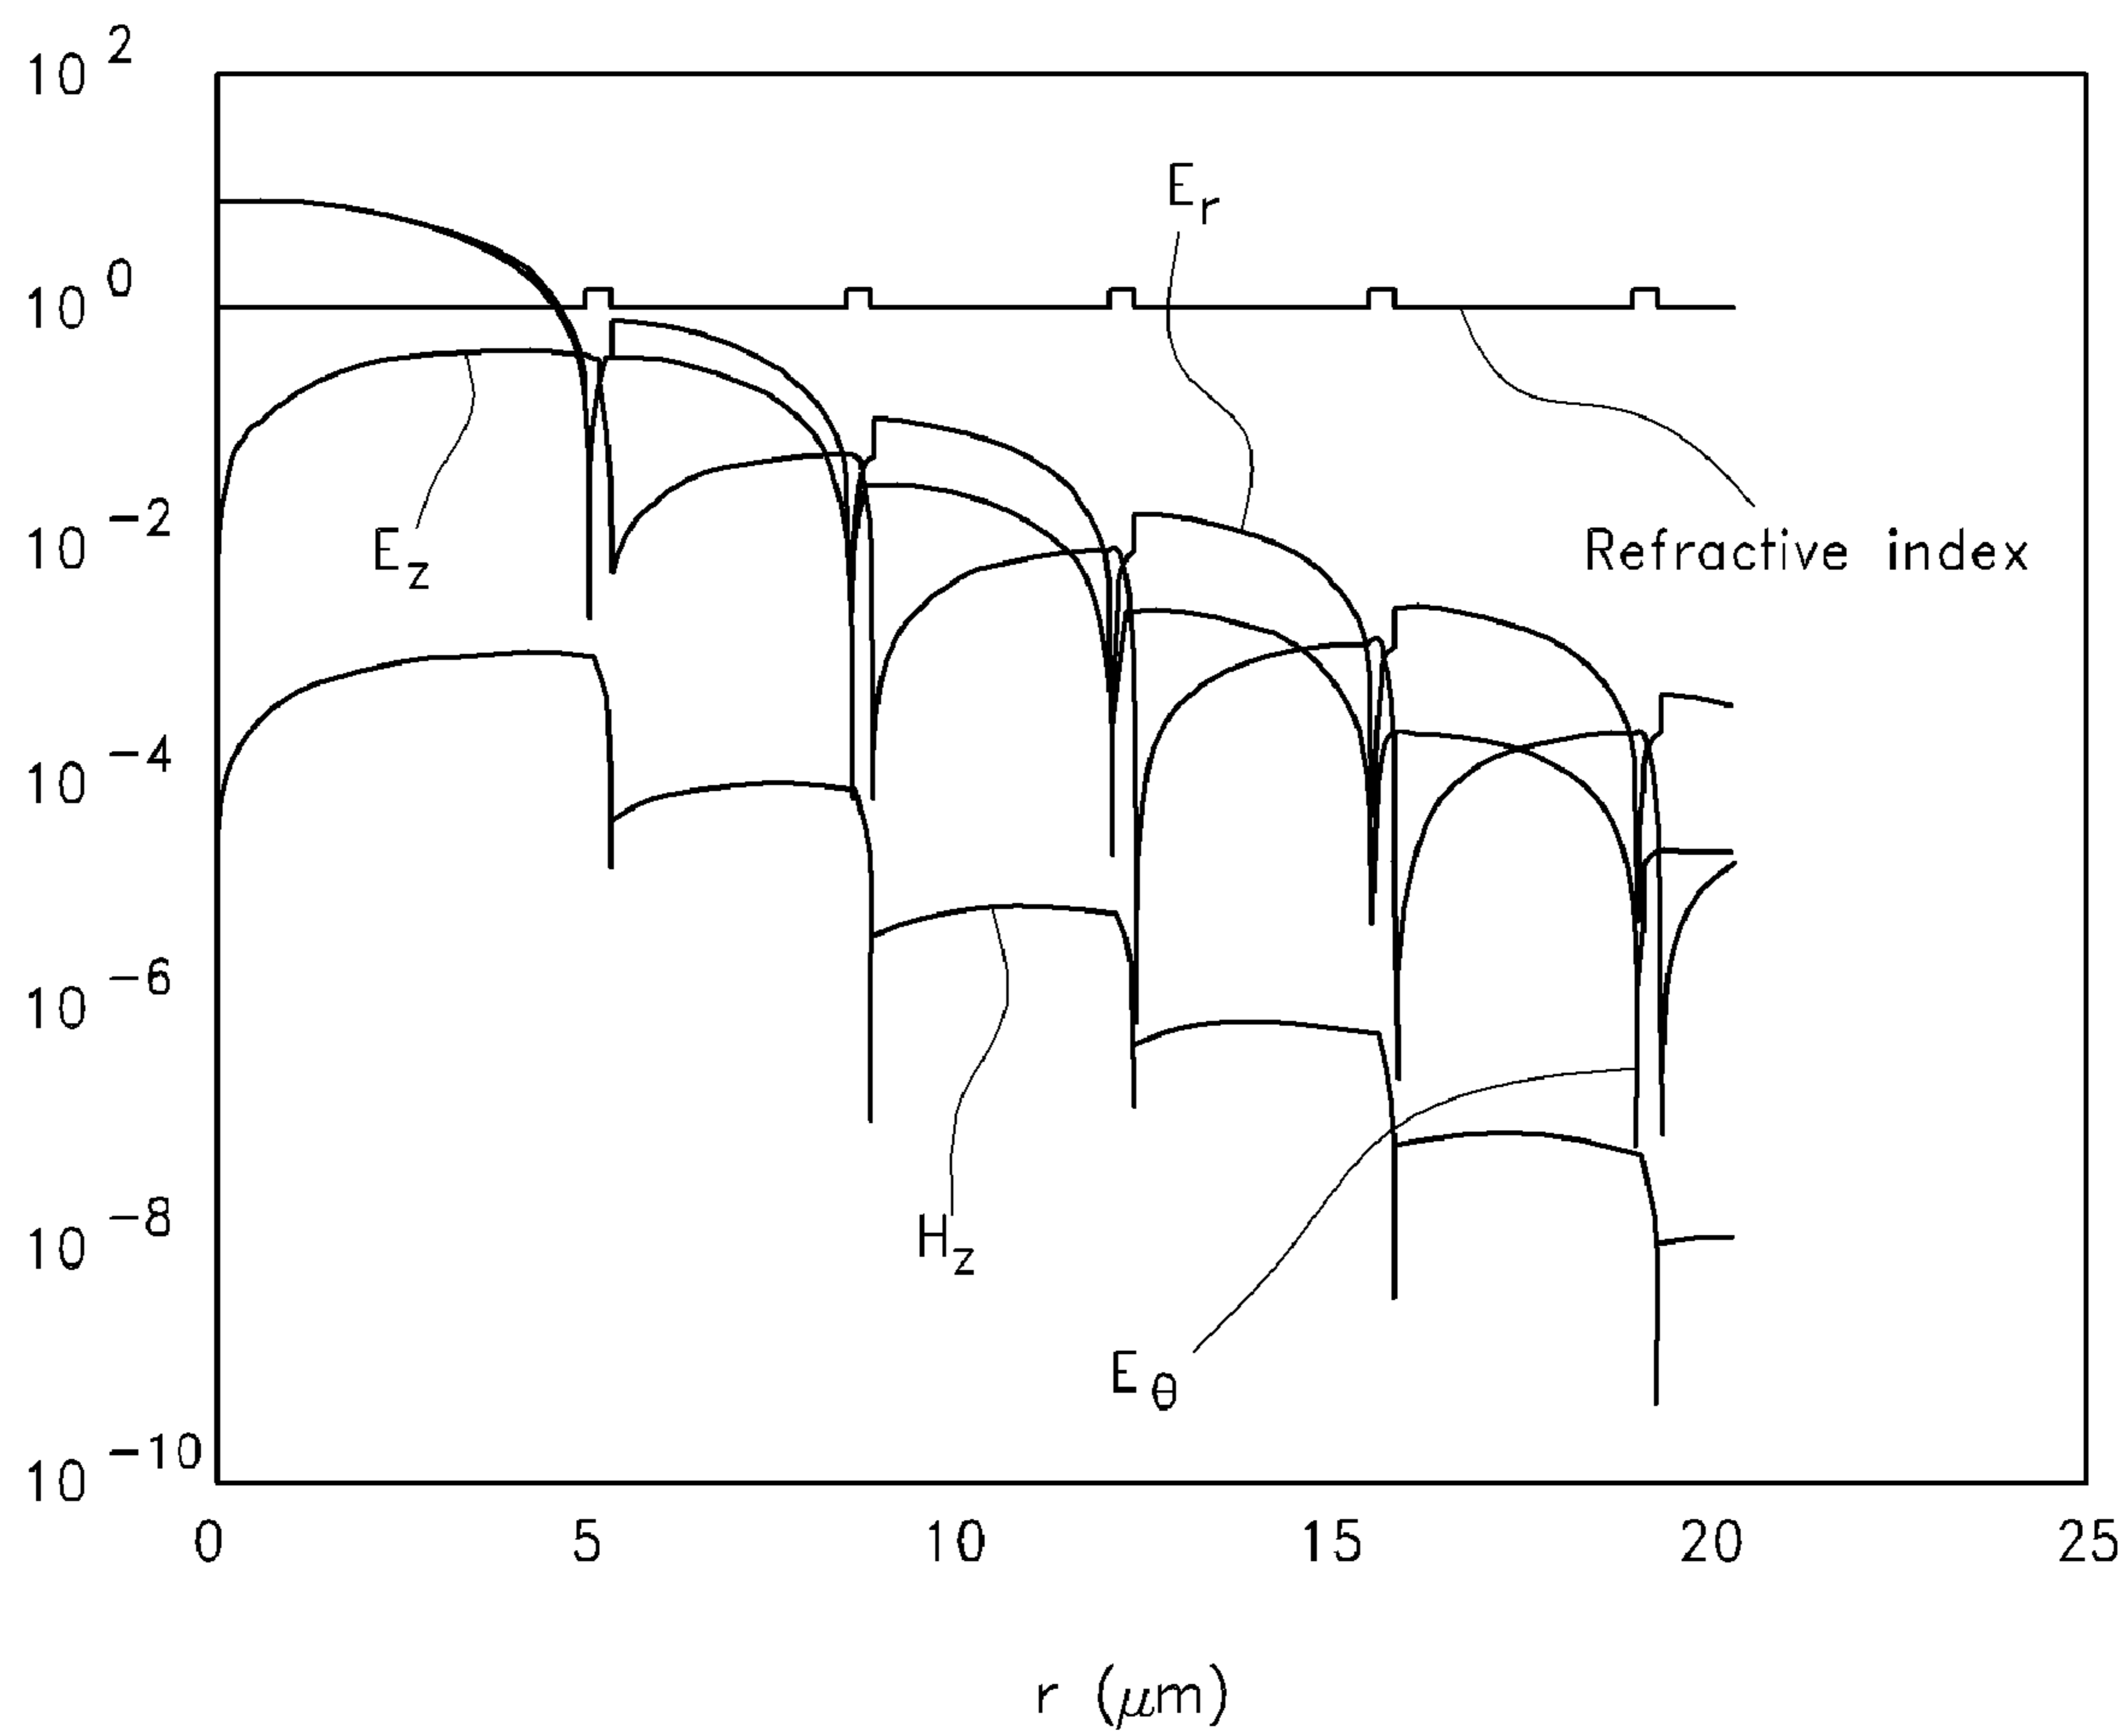 10^2
10^0
10^-2
10^-4
10^-6
10^-8
10^-10
E_r
E_z
Refractive index
H_z
E_θ
0 5 10 15 20 25
r (μm)